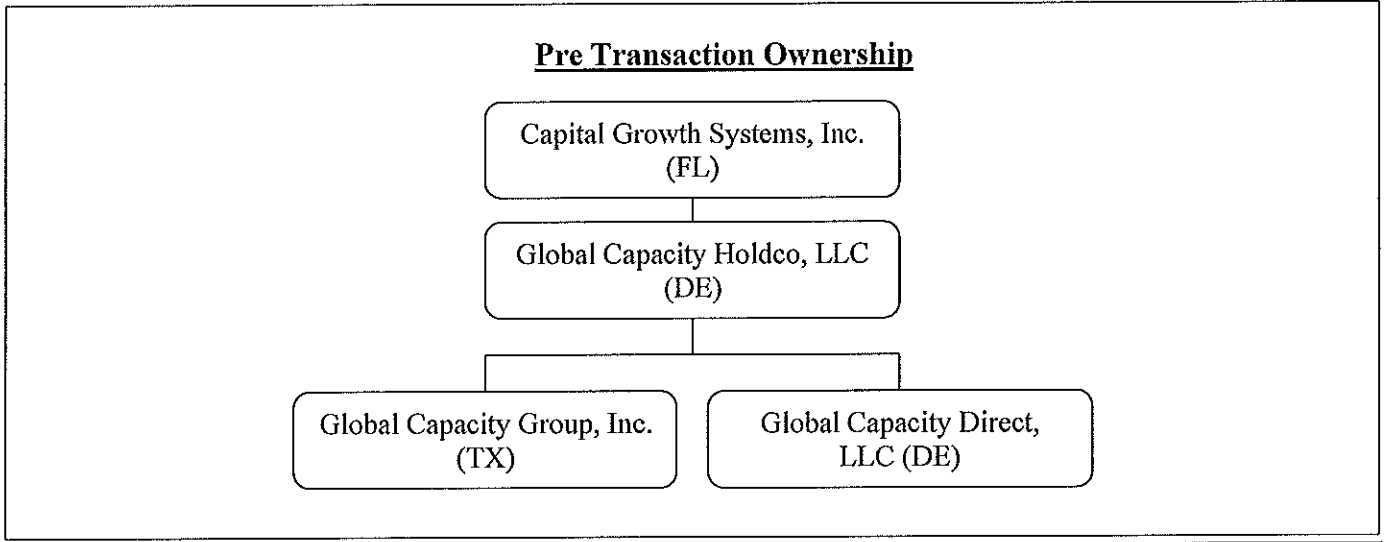 Pre Transaction Ownership
Capital Growth Systems, Inc.
(FL)
Global Capacity Holdco, LLC
(DE)
Global Capacity Group, Inc.
(TX)
Global Capacity Direct,
LLC (DE)